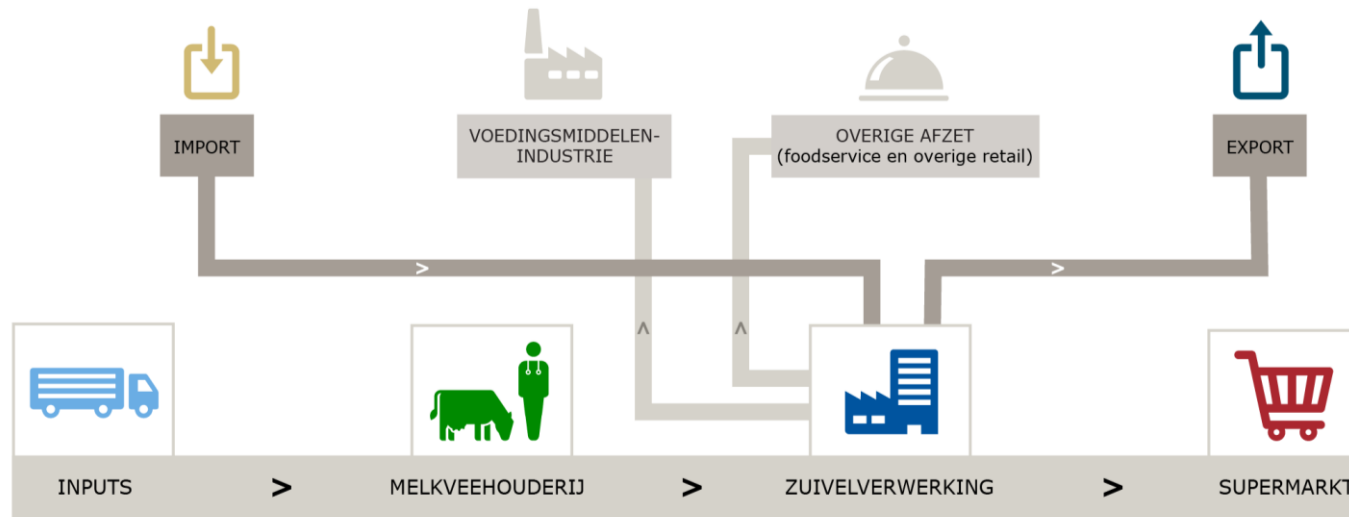 IMPORT
VOEDINGSMIDDELEN-
INDUSTRIE
OVERIGE AFZET
(foodservice en overige retail)
EXPORT
>
>
>
>
INPUTS > MELKVEEHOUDERIJ > ZUIVELVERWERKING > SUPERMARKT